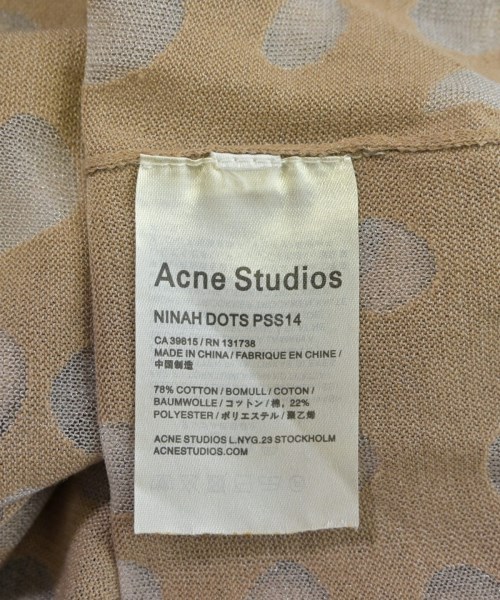 Acne Studios
NINAH DOTS PSS14
CA 39815 / RN 131738
MADE IN CHINA / FABRIQUE EN CHINE /
中国制造
78% COTTON / BOMULL / COTON /
BAUMWOLLE / コットン / 棉, 22%
POLYESTER / ポリエステル / 聚乙烯
ACNE STUDIOS L.NYG.23 STOCKHOLM
ACNESTUDIOS.COM